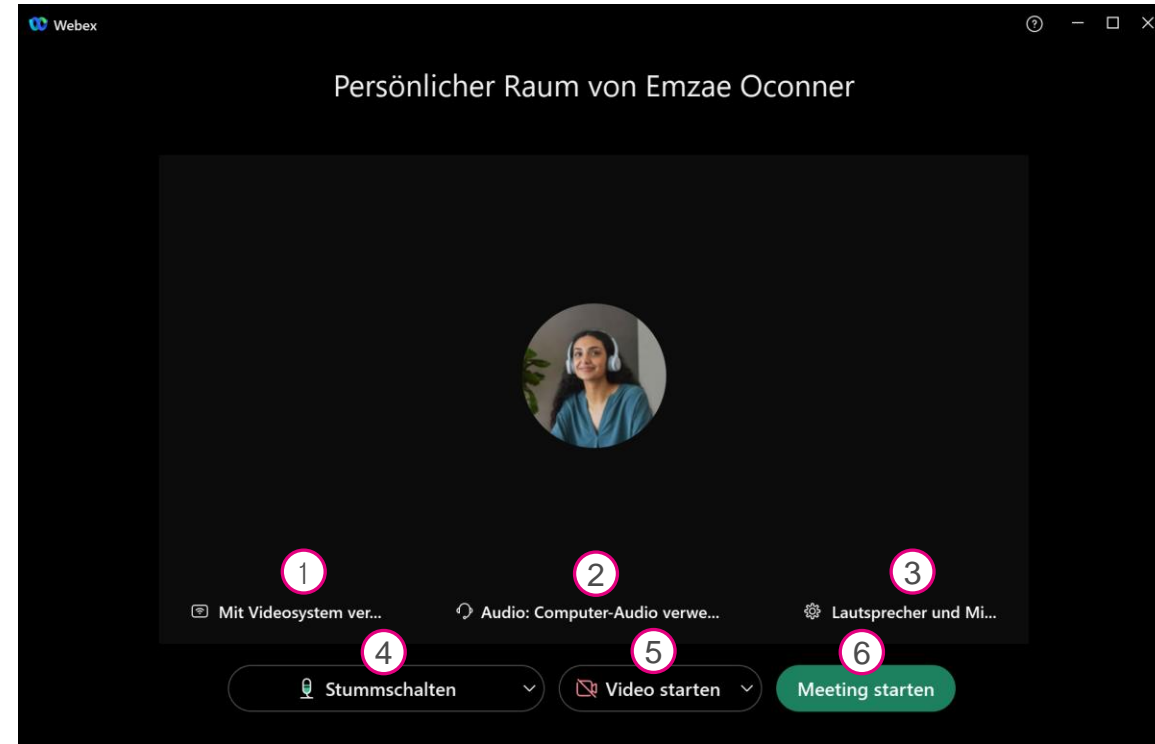 Webex
Persönlicher Raum von Emzae Oconner
1
2
3
Mit Videosystem ver...
Audio: Computer-Audio verwe...
Lautsprecher und Mi...
4
5
6
Stummschalten
Video starten
Meeting starten